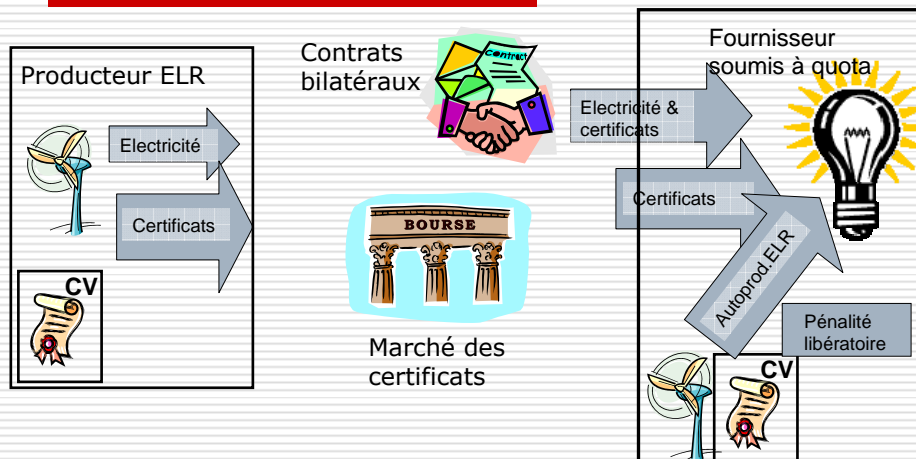 Producteur ELR
Electricité
Certificats
CV
Contrats
bilatéraux
Contract
BOURSE
Marché des
certificats
Fournisseur
soumis à quota
Electricité &
certificats
Certificats
Autoprod.ELR
Pénalité
libératoire
CV